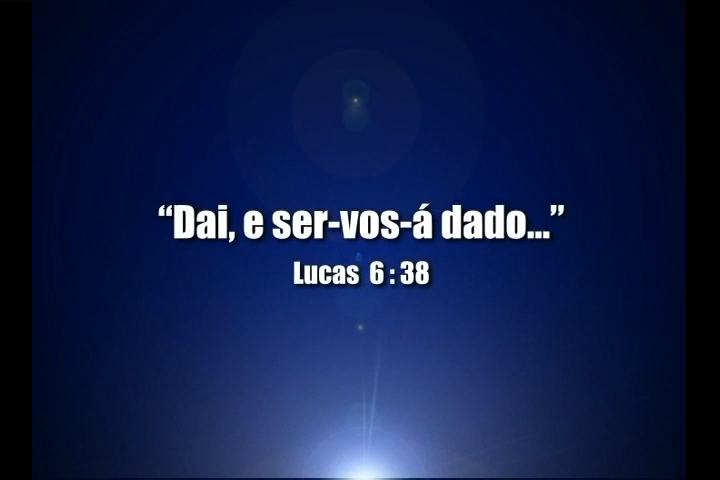 “Dai, e ser-vos-á dado...”
Lucas 6 : 38